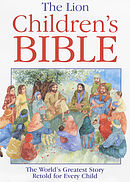 The Lion
Children's
BIBLE
The World's Greatest Story
Retold for Every Child